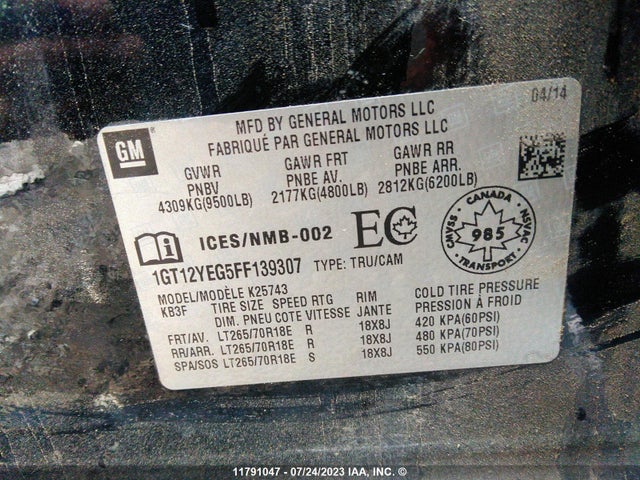 04/14
MFD BY GENERAL MOTORS LLC
FABRIQUÉ PAR GENERAL MOTORS LLC
GM
GVWR GAWR FRT GAWR RR
PNBV PNBE AV. PNBE ARR.
4309KG(9500LB) 2177KG(4800LB) 2812KG(6200LB)
ICES/NMB-002 EC
CANADA
CMVSS NSVAC
985
TRANSPORT
1GT12YEG5FF139307 TYPE: TRU/CAM
MODEL/MODÈLE K25743
KB3F TIRE SIZE SPEED RTG RIM COLD TIRE PRESSURE
DIM. PNEU COTE VITESSE JANTE PRESSION À FROID
FRT/AV. LT265/70R18E R 18X8J 420 KPA(60PSI)
RR/ARR. LT265/70R18E R 18X8J 480 KPA(70PSI)
SPA/SOS LT265/70R18E S 18X8J 550 KPA(80PSI)
11791047 - 07/24/2023 IAA, INC. ©